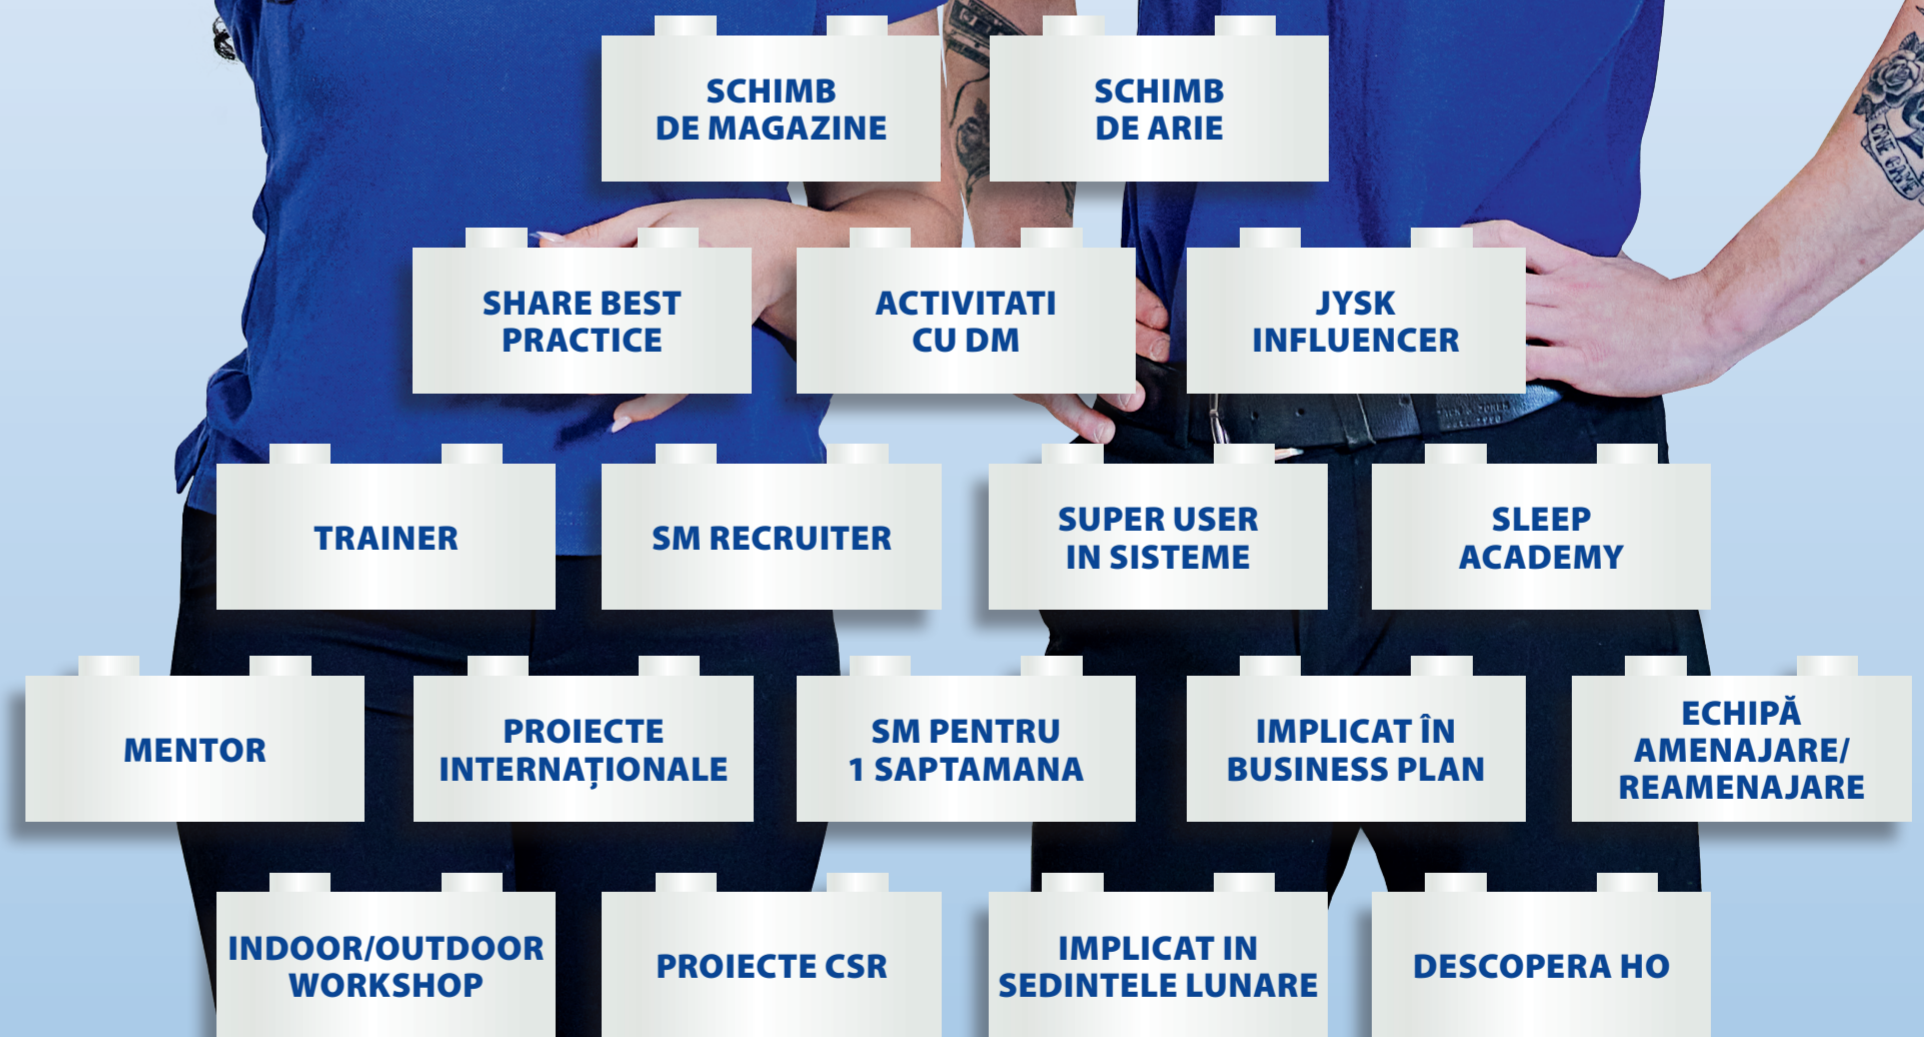 SCHIMB
DE MAGAZINE
SCHIMB
DE ARIE
SHARE BEST
PRACTICE
ACTIVITATI
CU DM
JYSK
INFLUENCER
TRAINER
SM RECRUITER
SUPER USER
IN SISTEME
SLEEP
ACADEMY
MENTOR
PROIECTE
INTERNAȚIONALE
SM PENTRU
1 SAPTAMANA
IMPLICAT ÎN
BUSINESS PLAN
ECHIPĂ
AMENAJARE/
REAMENAJARE
INDOOR/OUTDOOR
WORKSHOP
PROIECTE CSR
IMPLICAT IN
SEDINTELE LUNARE
DESCOPERA HO